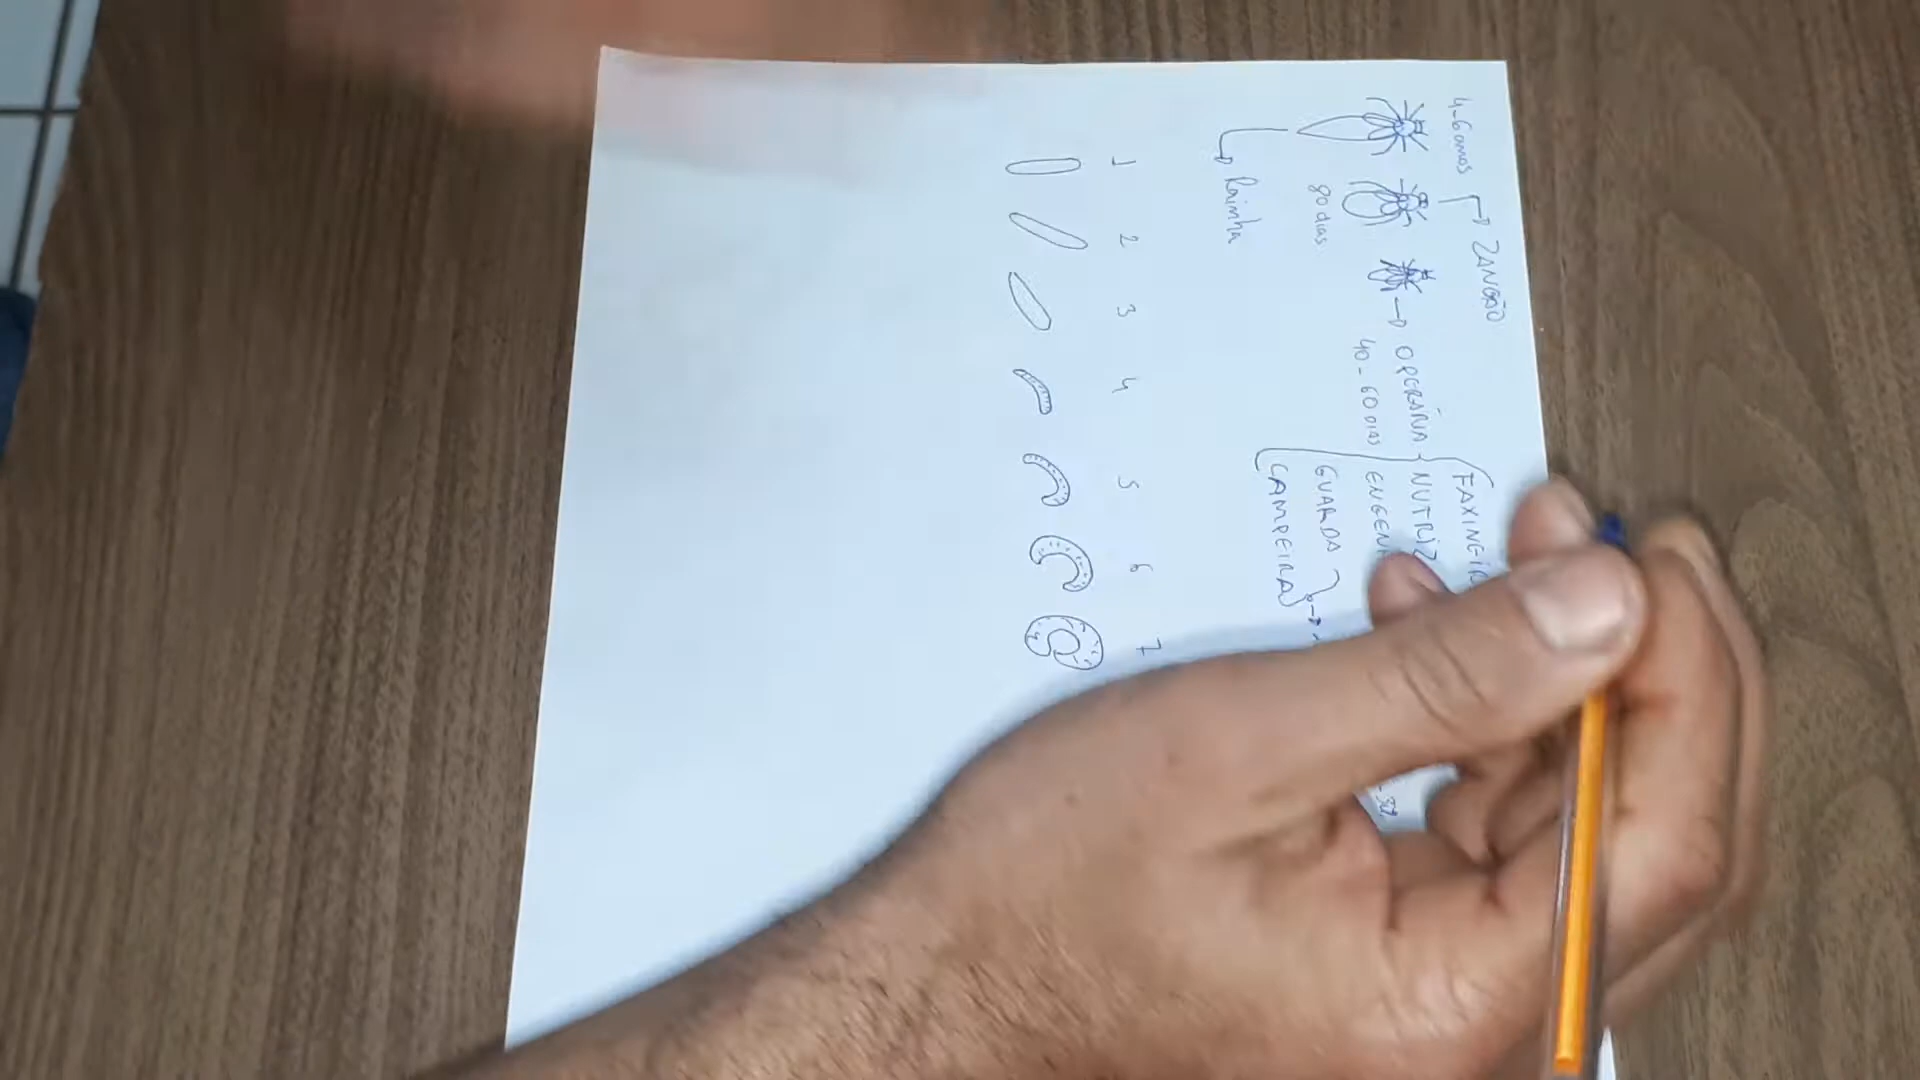 4-6 anos ZANGÃO
80 dias
Rainha
OPERÁRIA
40-60 DIAS
NUTRIZ
GUARDA
CAMPEIRA
1 2 3 4 5 6 7